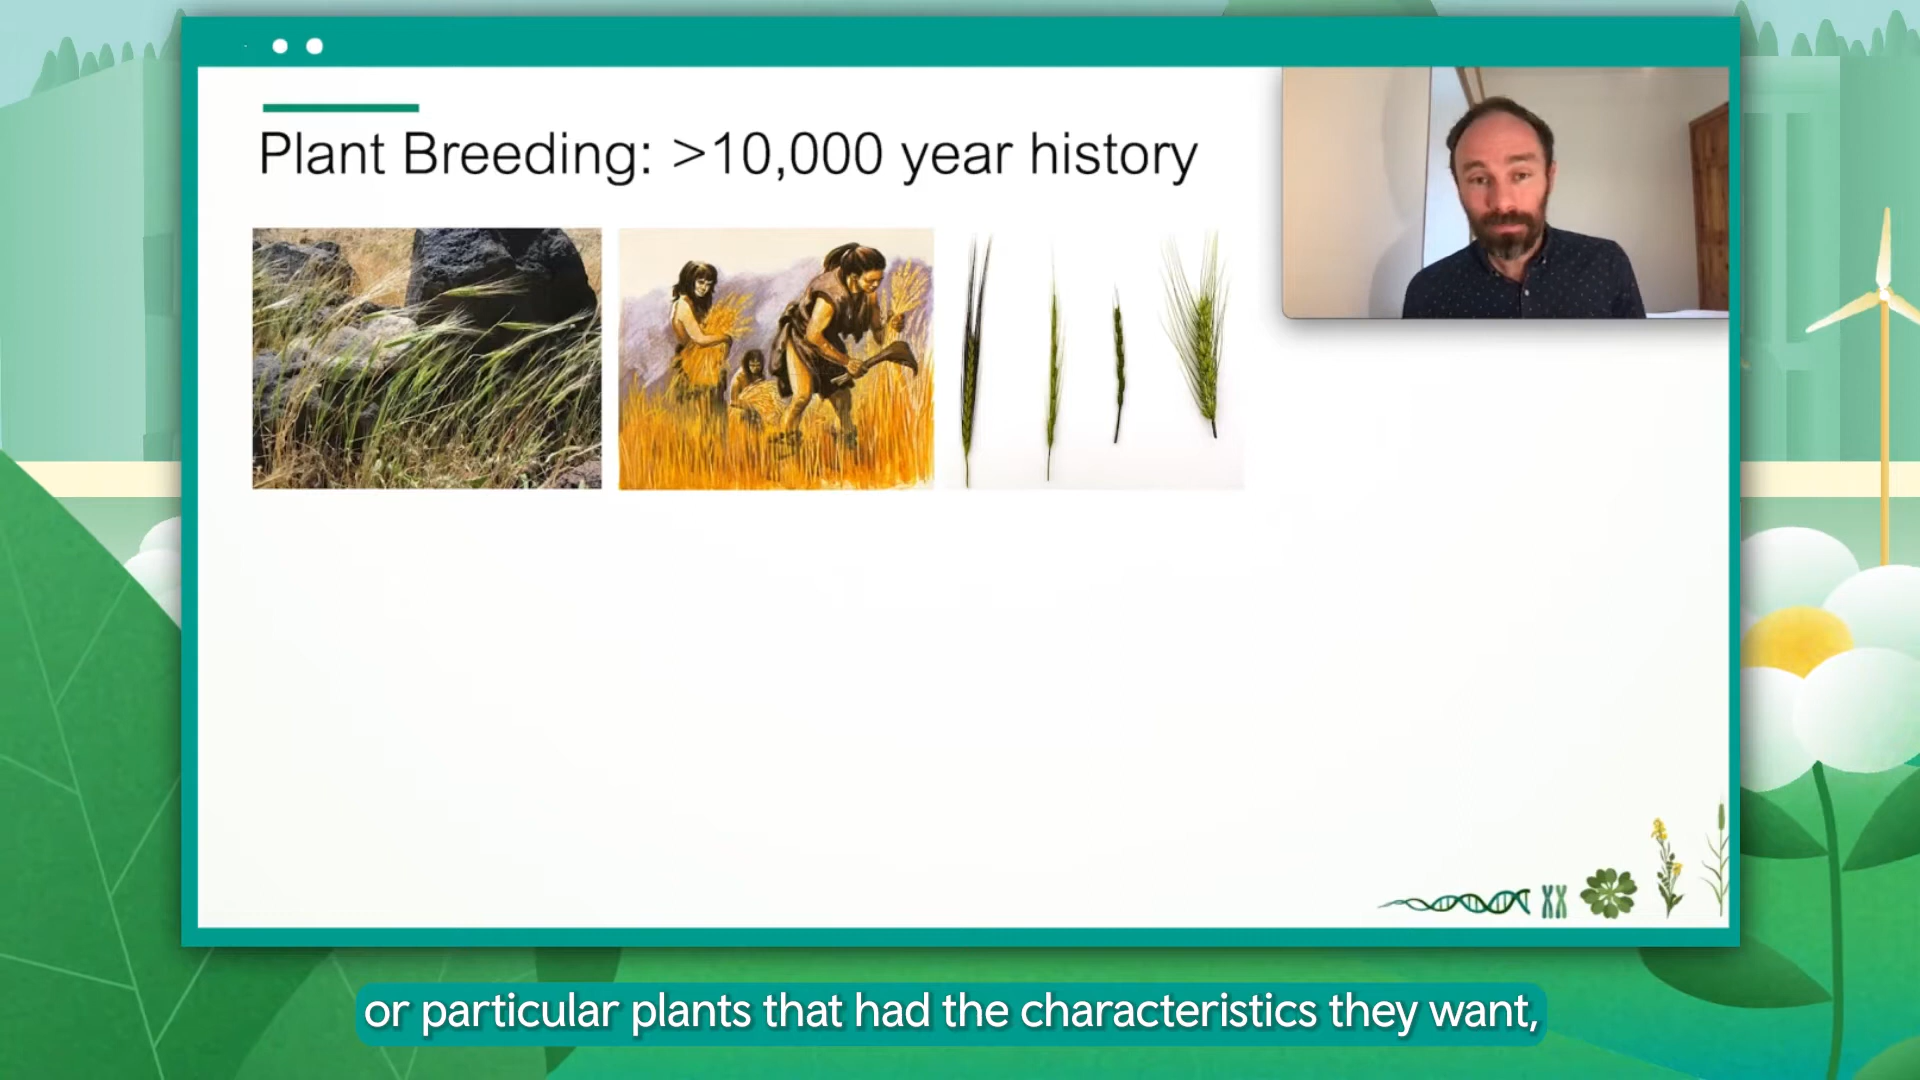 Plant Breeding: >10,000 year history
or particular plants that had the characteristics they want,